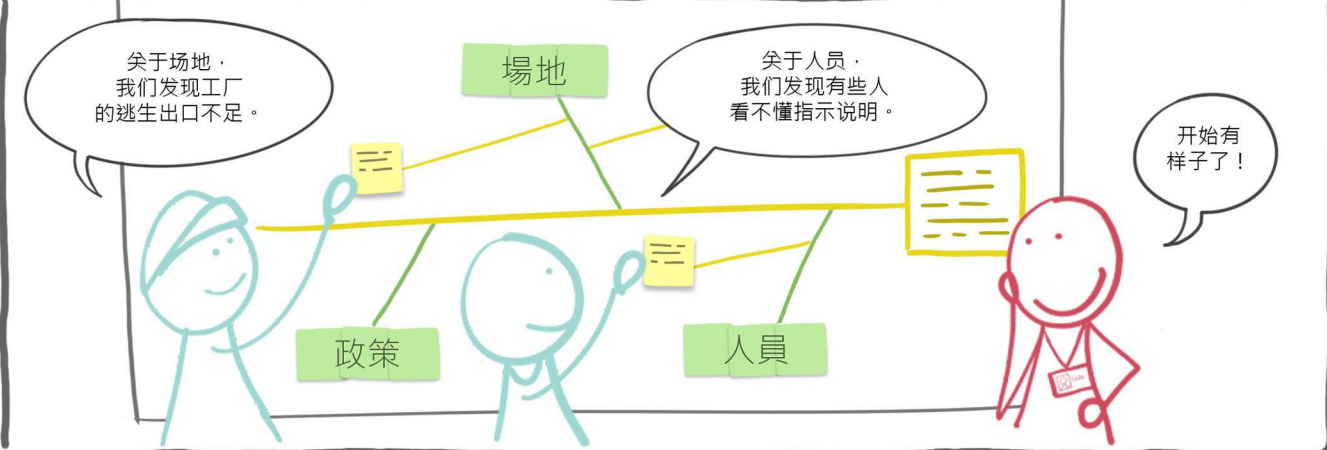 关于场地，
我们发现工厂
的逃生出口不足。
場地
关于人员，
我们发现有些人
看不懂指示说明。
开始有
样子了！
政策
人員